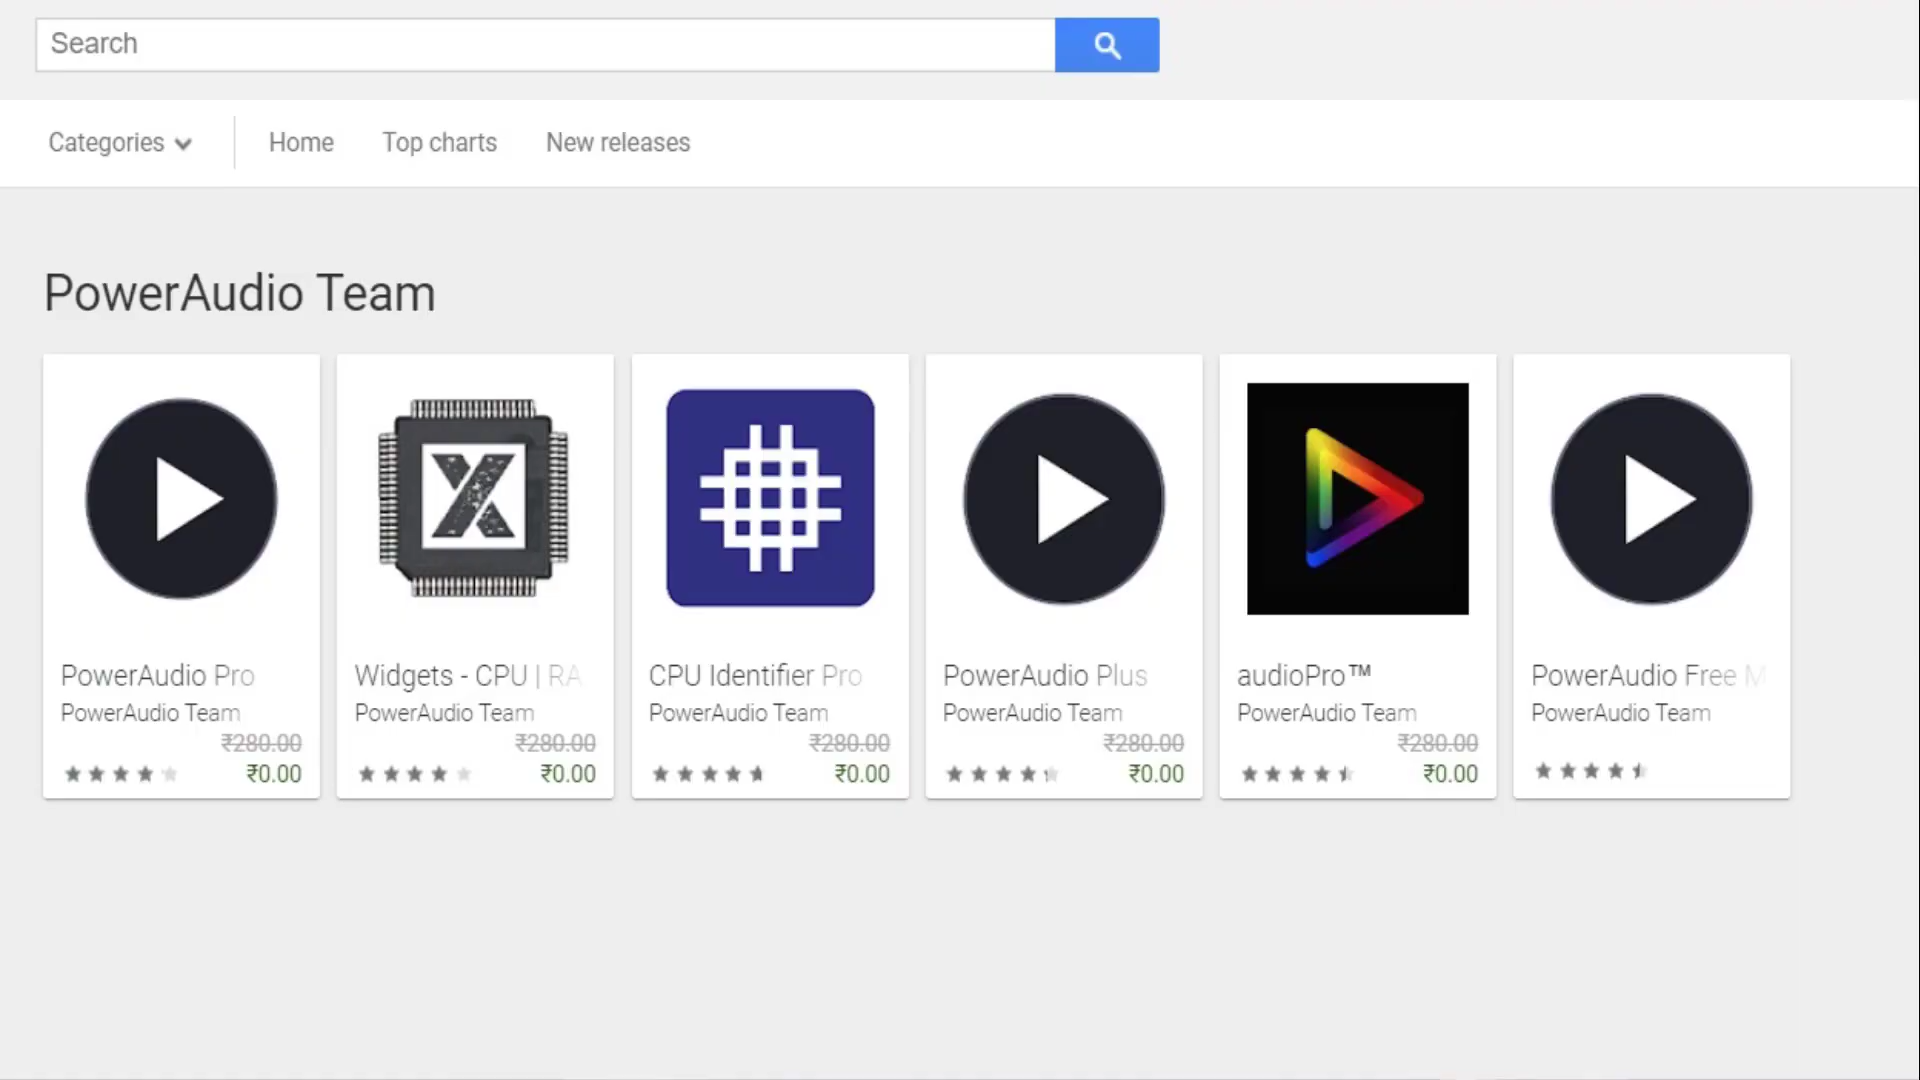 Search
Categories
Home
Top charts
New releases
PowerAudio Team
PowerAudio Pro
PowerAudio Team
₹280.00
₹0.00
Widgets - CPU | RA
PowerAudio Team
₹280.00
₹0.00
CPU Identifier Pro
PowerAudio Team
₹280.00
₹0.00
PowerAudio Plus
PowerAudio Team
₹280.00
₹0.00
audioPro™
PowerAudio Team
₹280.00
₹0.00
PowerAudio Free M
PowerAudio Team